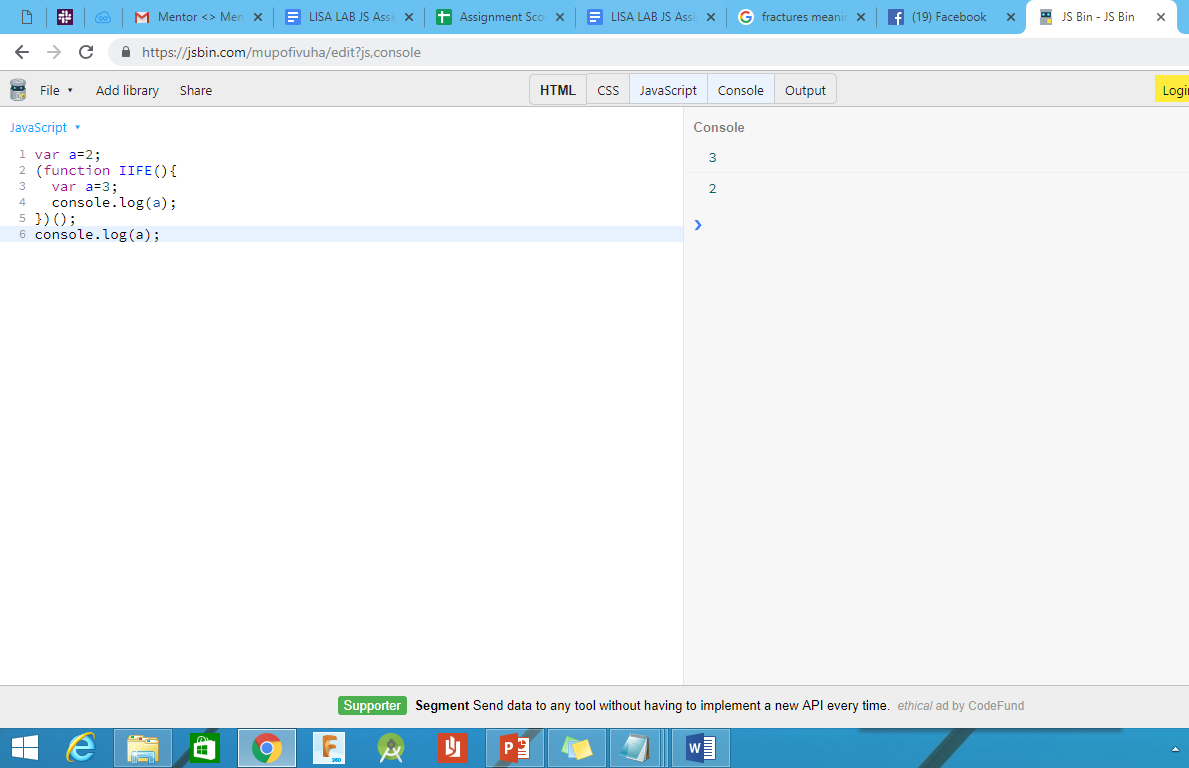 Mentor <> Men
LISA LAB JS Assi
Assignment Sco
LISA LAB JS Assi
fractures meanin
(19) Facebook
JS Bin - JS Bin
https://jsbin.com/mupofivuha/edit?js,console
File
Add library
Share
HTML
CSS
JavaScript
Console
Output
Login
JavaScript
Console
1 var a=2;
2 (function IIFE(){
3 var a=3;
4 console.log(a);
5 })();
6 console.log(a);
3
2
Supporter Segment Send data to any tool without having to implement a new API every time. ethical ad by CodeFund